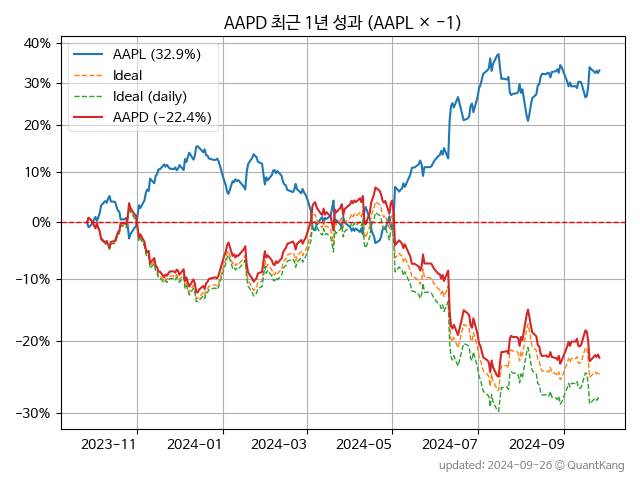 AAPD 최근 1년 성과 (AAPL × −1)
40%
30%
20%
10%
0%
−10%
−20%
−30%
AAPL (32.9%)
Ideal
Ideal (daily)
AAPD (−22.4%)
2023-11
2024-01
2024-03
2024-05
2024-07
2024-09
updated: 2024-09-26 © QuantKang